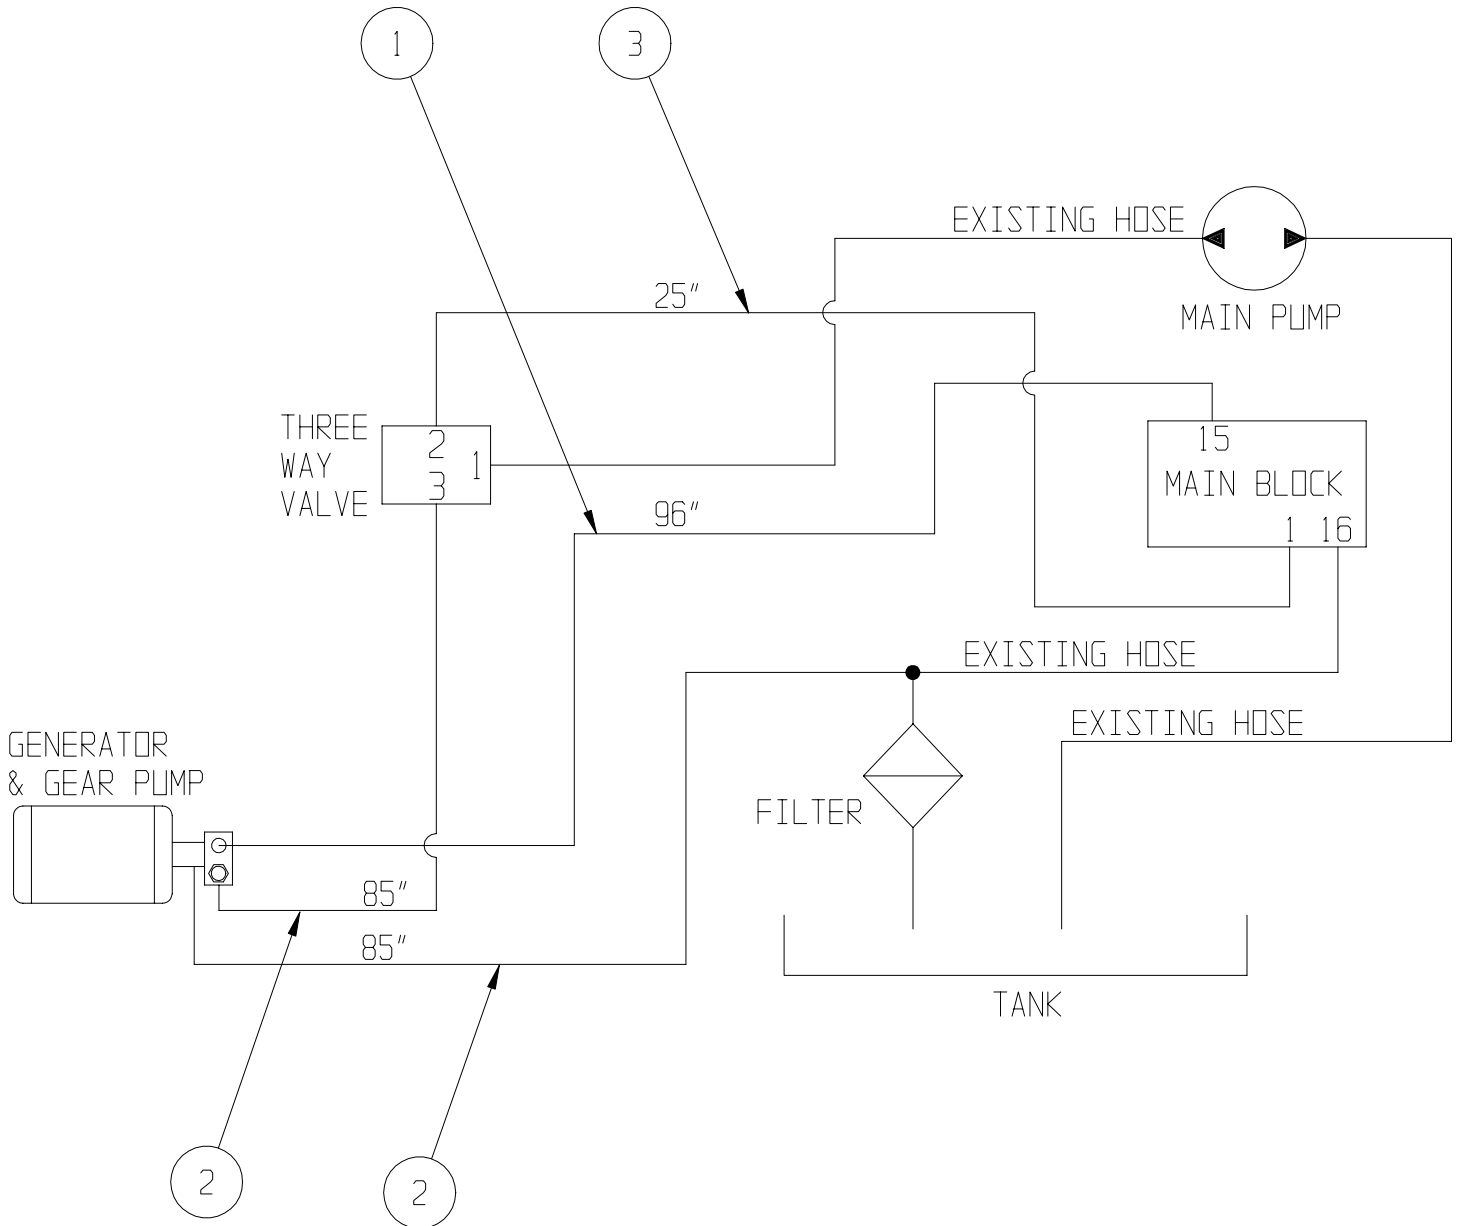 1
3
EXISTING HOSE
25"
MAIN PUMP
THREE
WAY
VALVE
2
1
3
15
MAIN BLOCK
1 16
96"
EXISTING HOSE
EXISTING HOSE
GENERATOR
& GEAR PUMP
FILTER
85"
85"
TANK
2
2